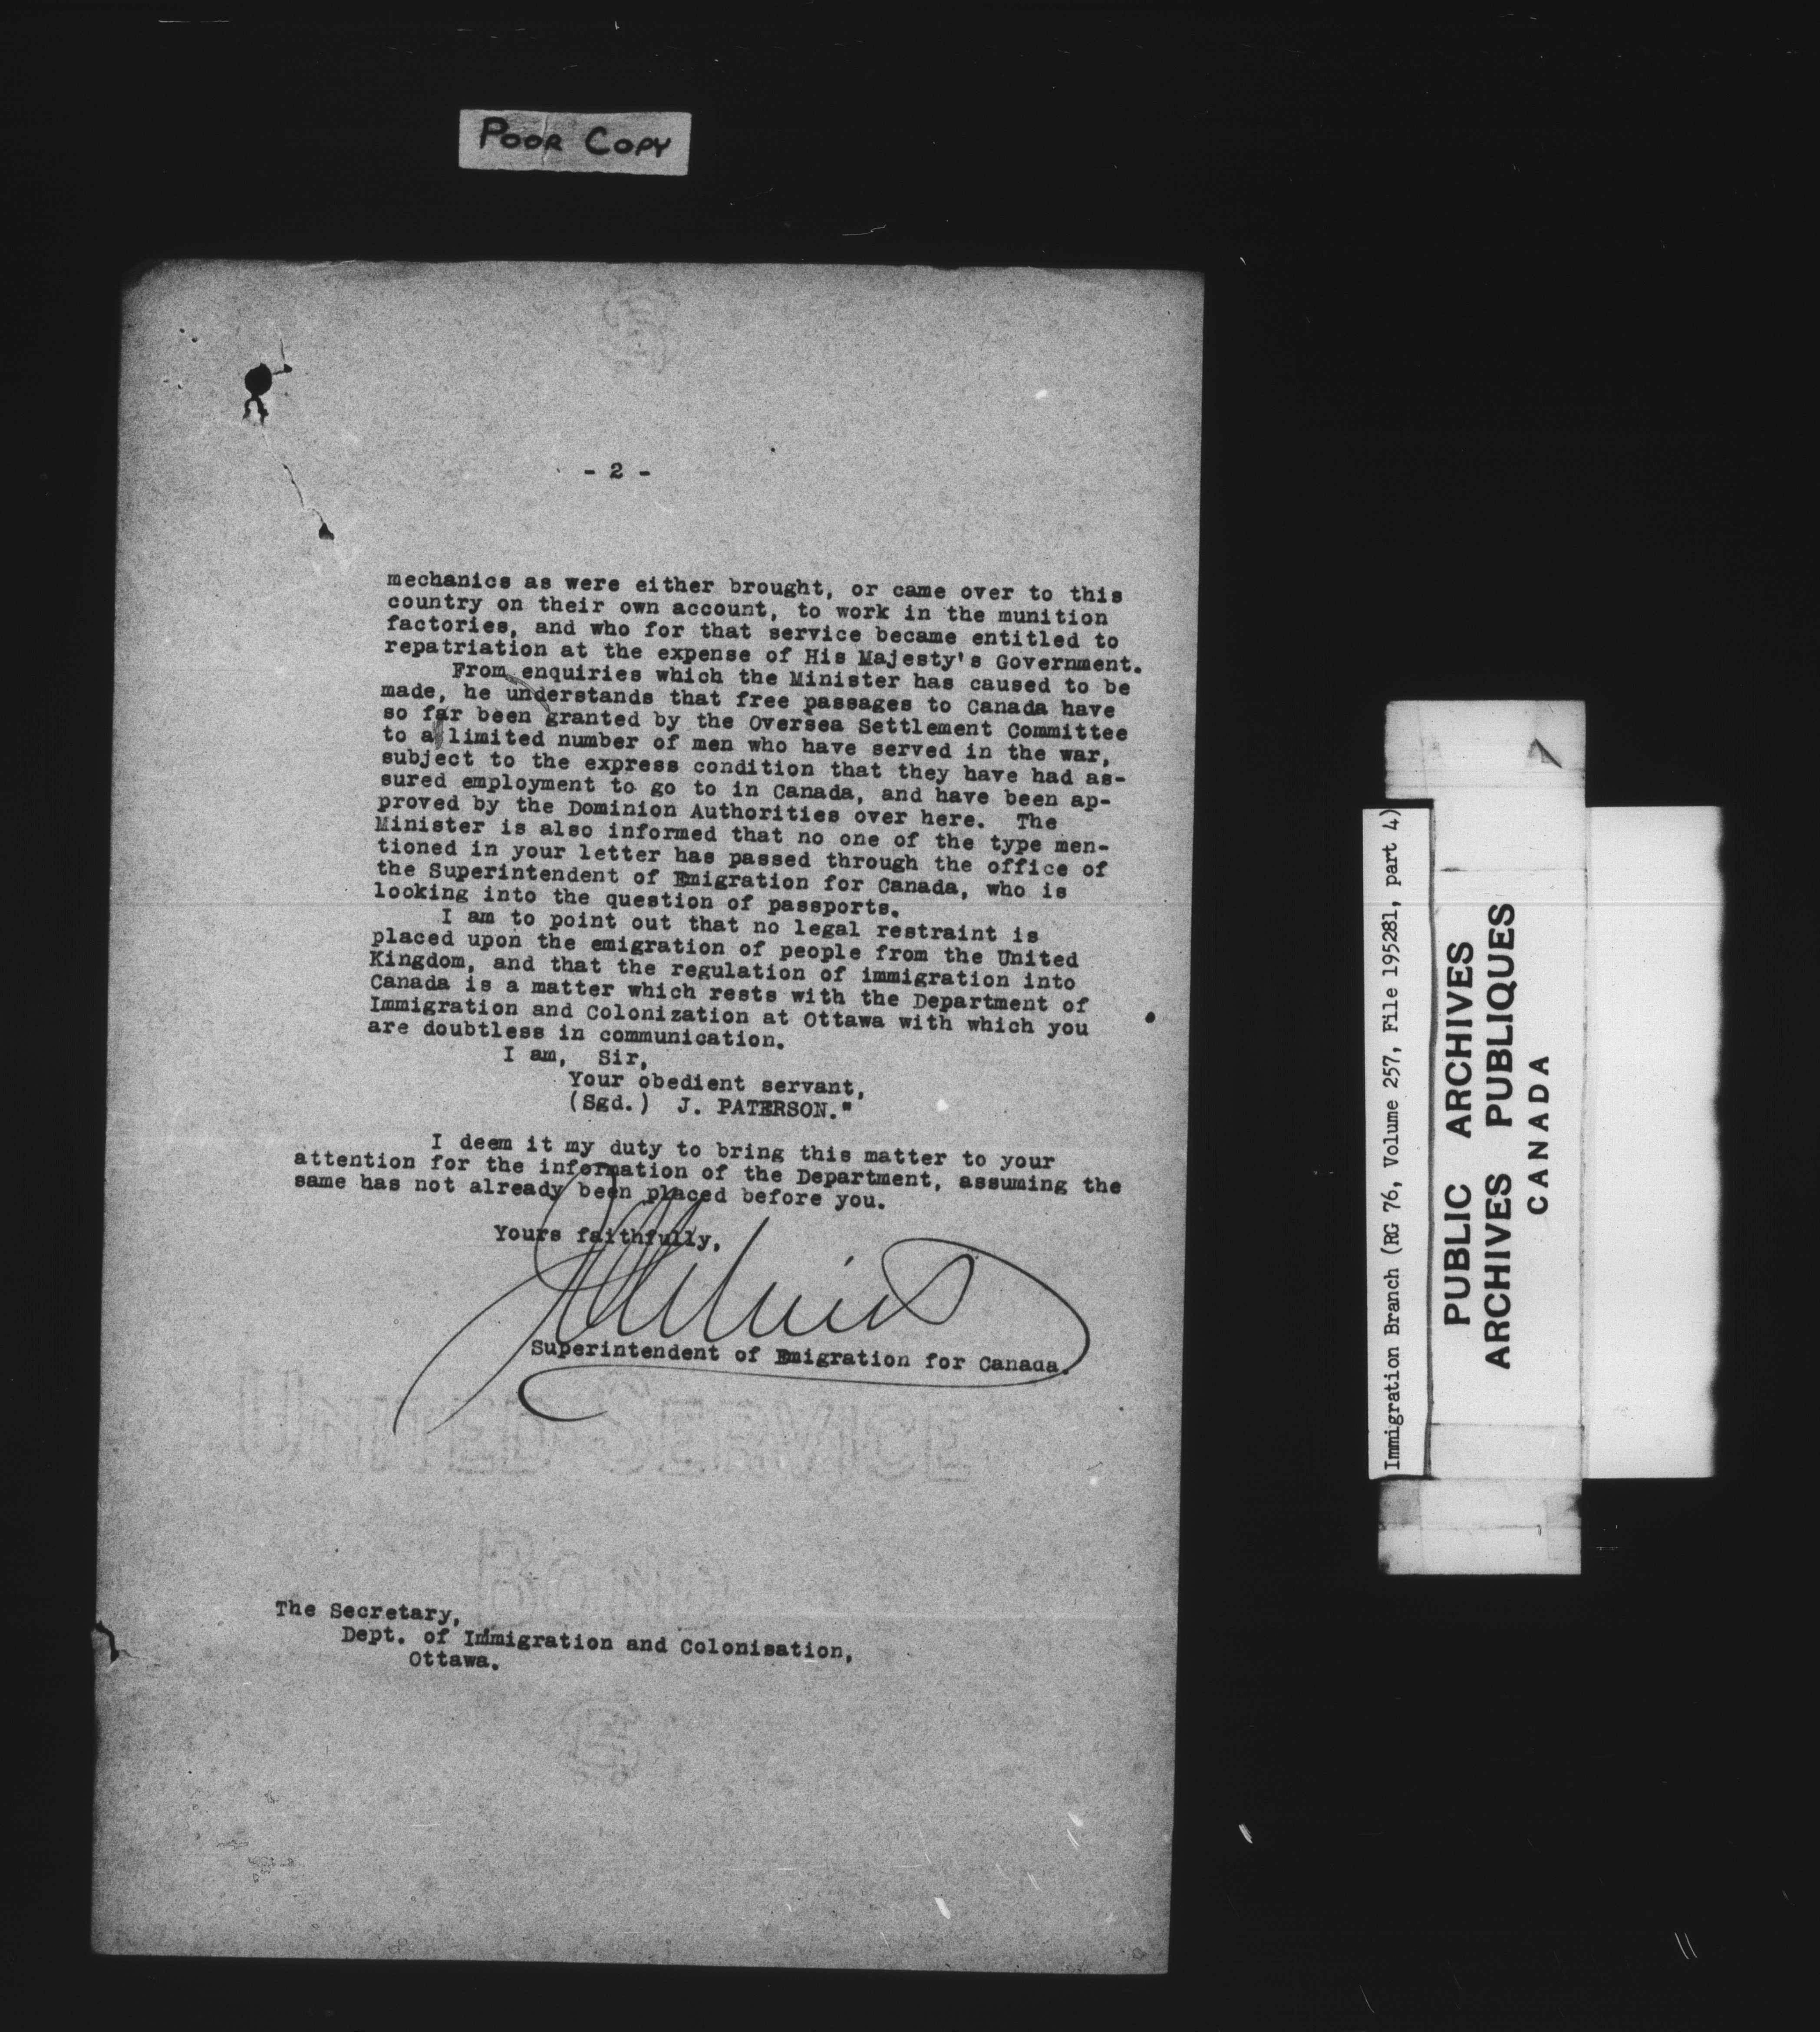 POOR COPY
- 2 -
mechanics as were either brought, or came over to this
country on their own account, to work in the munition
factories, and who for that service became entitled to
repatriation at the expense of His Majesty's Government.
From enquiries which the Minister has caused to be
made, he understands that free passages to Canada have
so far been granted by the Oversea Settlement Committee
to a limited number of men who have served in the war,
subject to the express condition that they have had as-
sured employment to go to in Canada, and have been ap-
proved by the Dominion Authorities over here. The
Minister is also informed that no one of the type men-
tioned in your letter has passed through the office of
the Superintendent of Emigration for Canada, who is
looking into the question of passports.
I am to point out that no legal restraint is
placed upon the emigration of people from the United
Kingdom, and that the regulation of immigration into
Canada is a matter which rests with the Department of
Immigration and Colonization at Ottawa with which you
are doubtless in communication.
I am, Sir,
Your obedient servant,
(Sgd.) J. PATERSON."
I deem it my duty to bring this matter to your
attention for the information of the Department, assuming the
same has not already been placed before you.
Yours faithfully,
Superintendent of Emigration for Canada.
UNITED SERVICE
BOND
The Secretary,
Dept. of Immigration and Colonisation,
Ottawa.
Immigration Branch (RG 76, Volume 257, File 195281, part 4)
PUBLIC ARCHIVES
ARCHIVES PUBLIQUES
CANADA